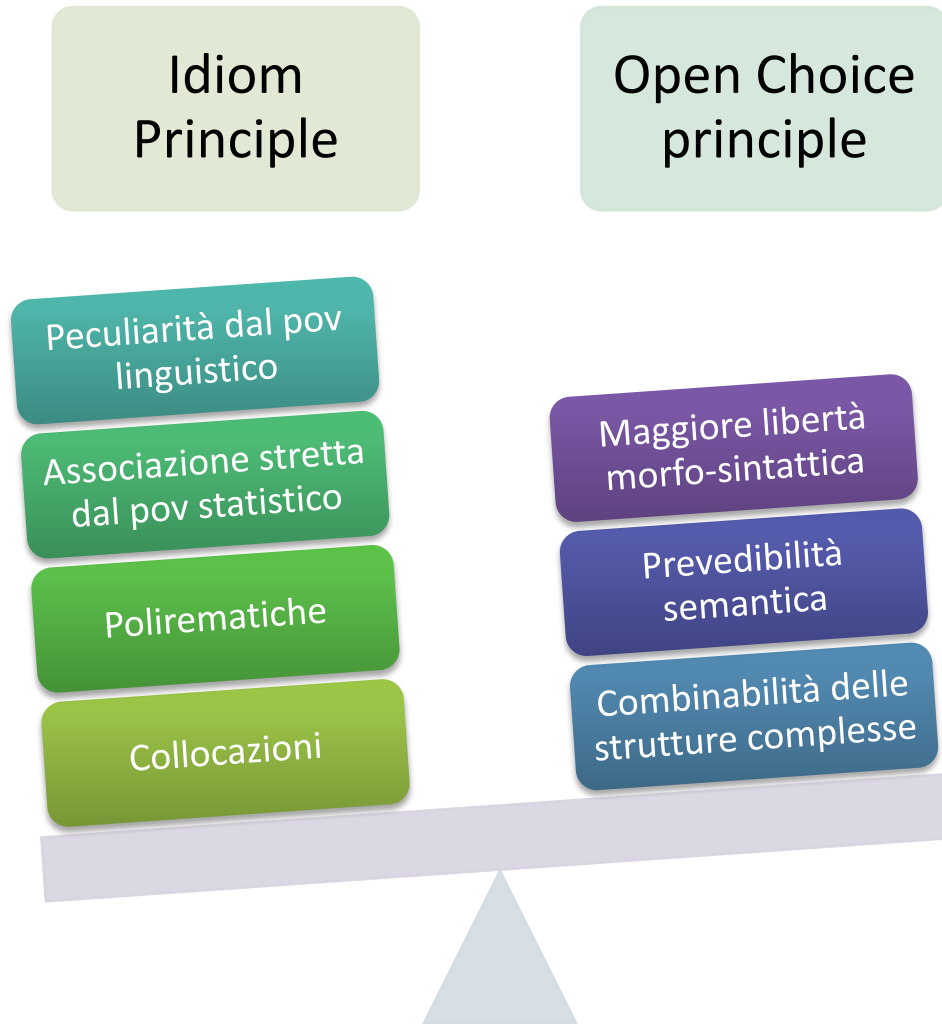 Idiom
Principle
Open Choice
principle
Peculiarità dal pov
linguistico
Associazione stretta
dal pov statistico
Polirematiche
Collocazioni
Maggiore libertà
morfo-sintattica
Prevedibilità
semantica
Combinabilità delle
strutture complesse